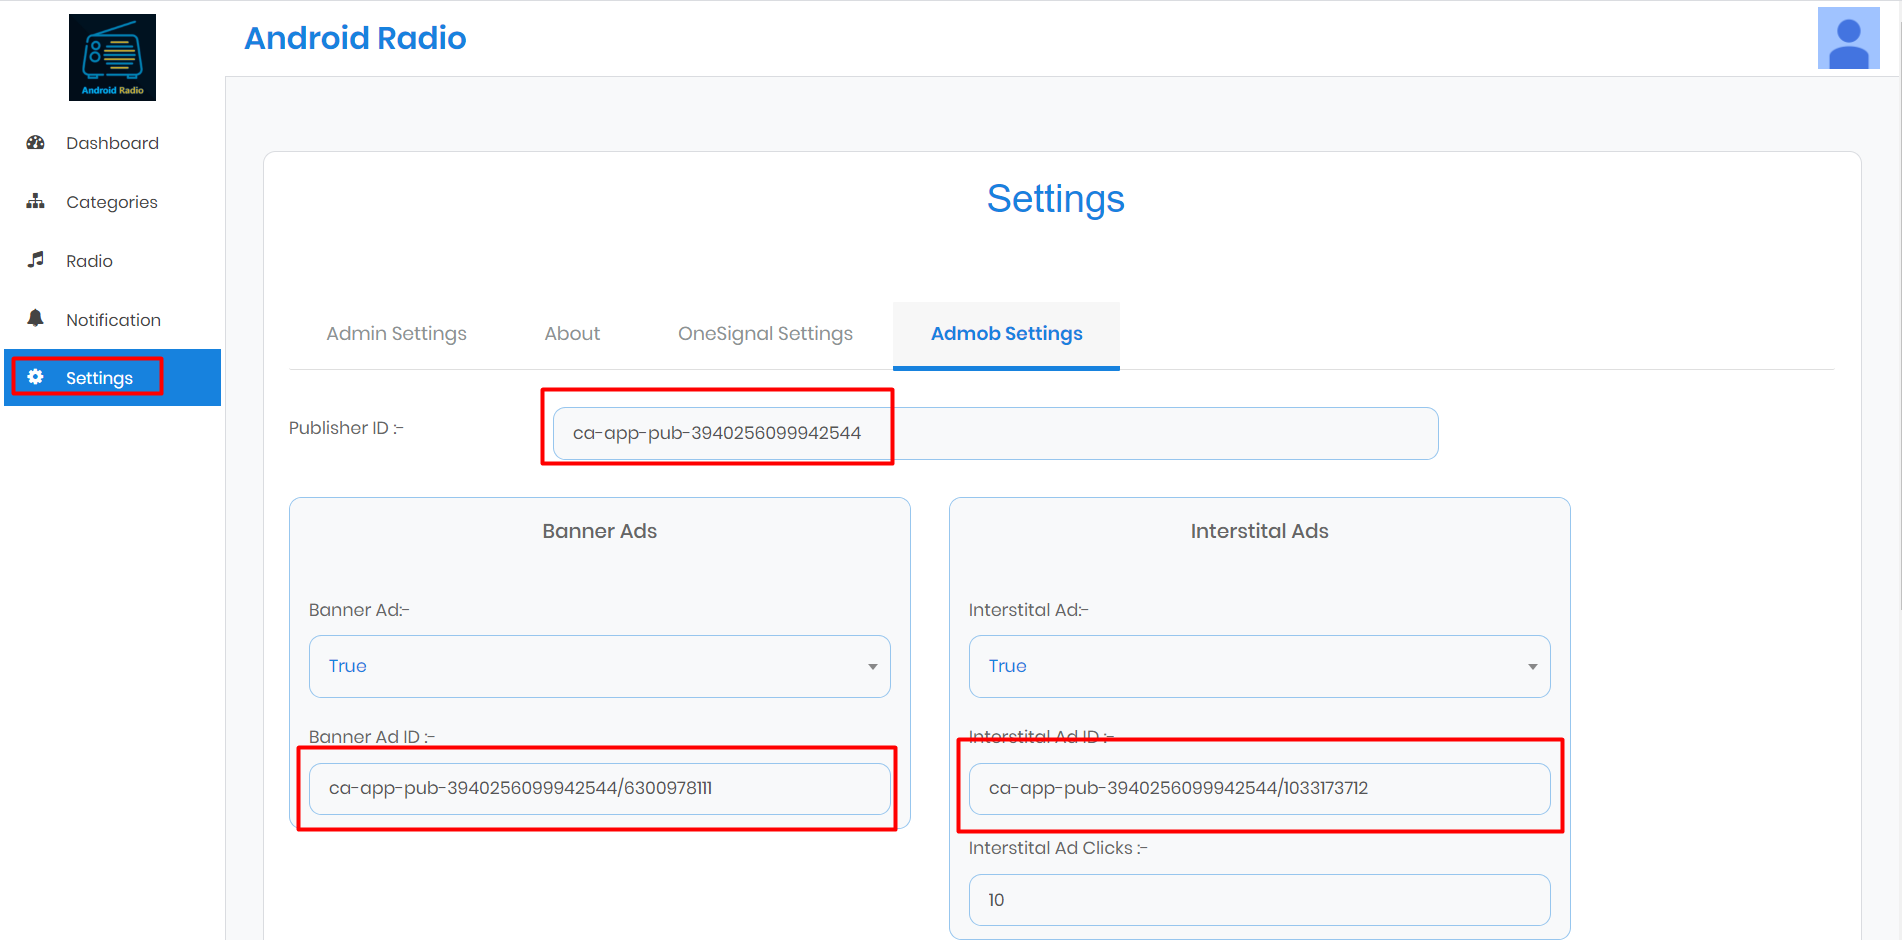 Android Radio
Android Radio
Dashboard
Categories
Radio
Notification
Settings
Settings
Admin Settings
About
OneSignal Settings
Admob Settings
Publisher ID :-
ca-app-pub-3940256099942544
Banner Ads
Banner Ad:-
True
Banner Ad ID :-
ca-app-pub-3940256099942544/6300978111
Interstital Ads
Interstital Ad:-
True
Interstital Ad ID :-
ca-app-pub-3940256099942544/1033173712
Interstital Ad Clicks :-
10